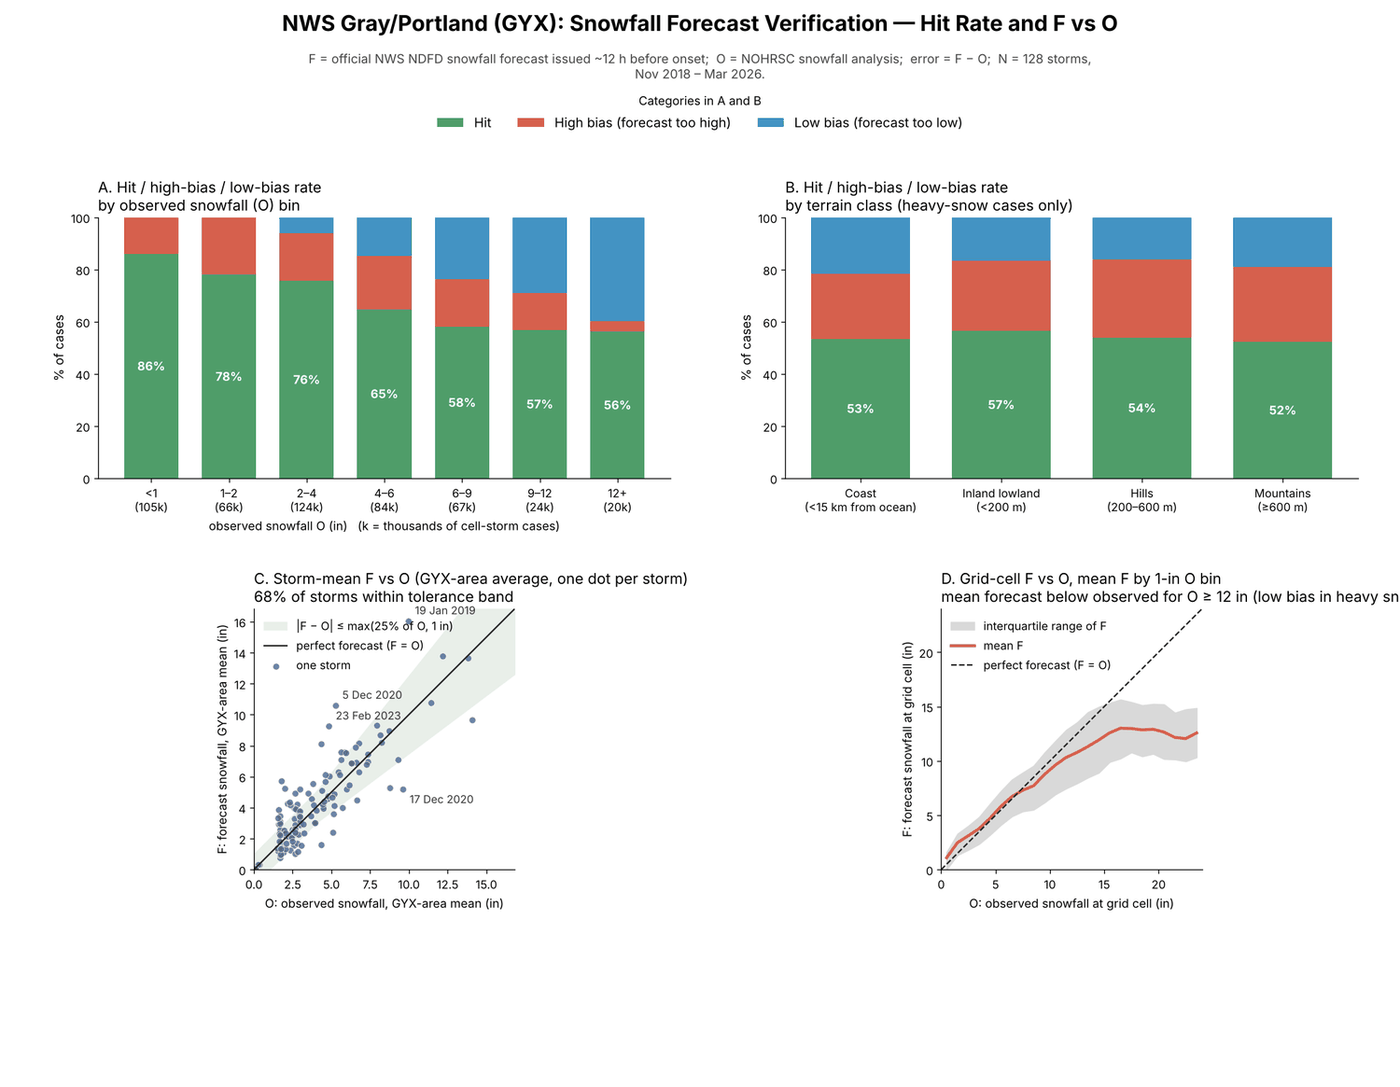 NWS Gray/Portland (GYX): Snowfall Forecast Verification — Hit Rate and F vs O
F = official NWS NDFD snowfall forecast issued ~12 h before onset; O = NOHRSC snowfall analysis; error = F − O; N = 128 storms,
Nov 2018 – Mar 2026.
Categories in A and B
Hit
High bias (forecast too high)
Low bias (forecast too low)
A. Hit / high-bias / low-bias rate
by observed snowfall (O) bin
% of cases
100
80
60
40
20
0
86%
78%
76%
65%
58%
57%
56%
<1
(105k)
1–2
(66k)
2–4
(124k)
4–6
(84k)
6–9
(67k)
9–12
(24k)
12+
(20k)
observed snowfall O (in) (k = thousands of cell-storm cases)
B. Hit / high-bias / low-bias rate
by terrain class (heavy-snow cases only)
% of cases
100
80
60
40
20
0
53%
57%
54%
52%
Coast
(<15 km from ocean)
Inland lowland
(<200 m)
Hills
(200–600 m)
Mountains
(≥600 m)
C. Storm-mean F vs O (GYX-area average, one dot per storm)
68% of storms within tolerance band
F: forecast snowfall, GYX-area mean (in)
16
14
12
10
8
6
4
2
0
19 Jan 2019
|F − O| ≤ max(25% of O, 1 in)
perfect forecast (F = O)
one storm
5 Dec 2020
23 Feb 2023
17 Dec 2020
0.0
2.5
5.0
7.5
10.0
12.5
15.0
O: observed snowfall, GYX-area mean (in)
D. Grid-cell F vs O, mean F by 1-in O bin
mean forecast below observed for O ≥ 12 in (low bias in heavy sn
F: forecast snowfall at grid cell (in)
20
15
10
5
0
interquartile range of F
mean F
perfect forecast (F = O)
0
5
10
15
20
O: observed snowfall at grid cell (in)